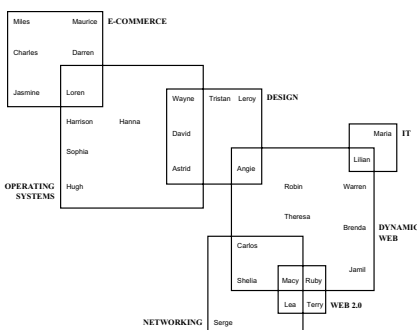 Miles Maurice E-COMMERCE
Charles Darren
Jasmine Loren
Wayne Tristan Leroy DESIGN
Harrison Hanna
David
Maria IT
Sophia
Lilian
Astrid Angie
OPERATING
SYSTEMS
Hugh
Robin Warren
Theresa
Brenda DYNAMIC
WEB
Carlos
Jamil
Shelia Macy Ruby
Lea Terry WEB 2.0
NETWORKING Serge